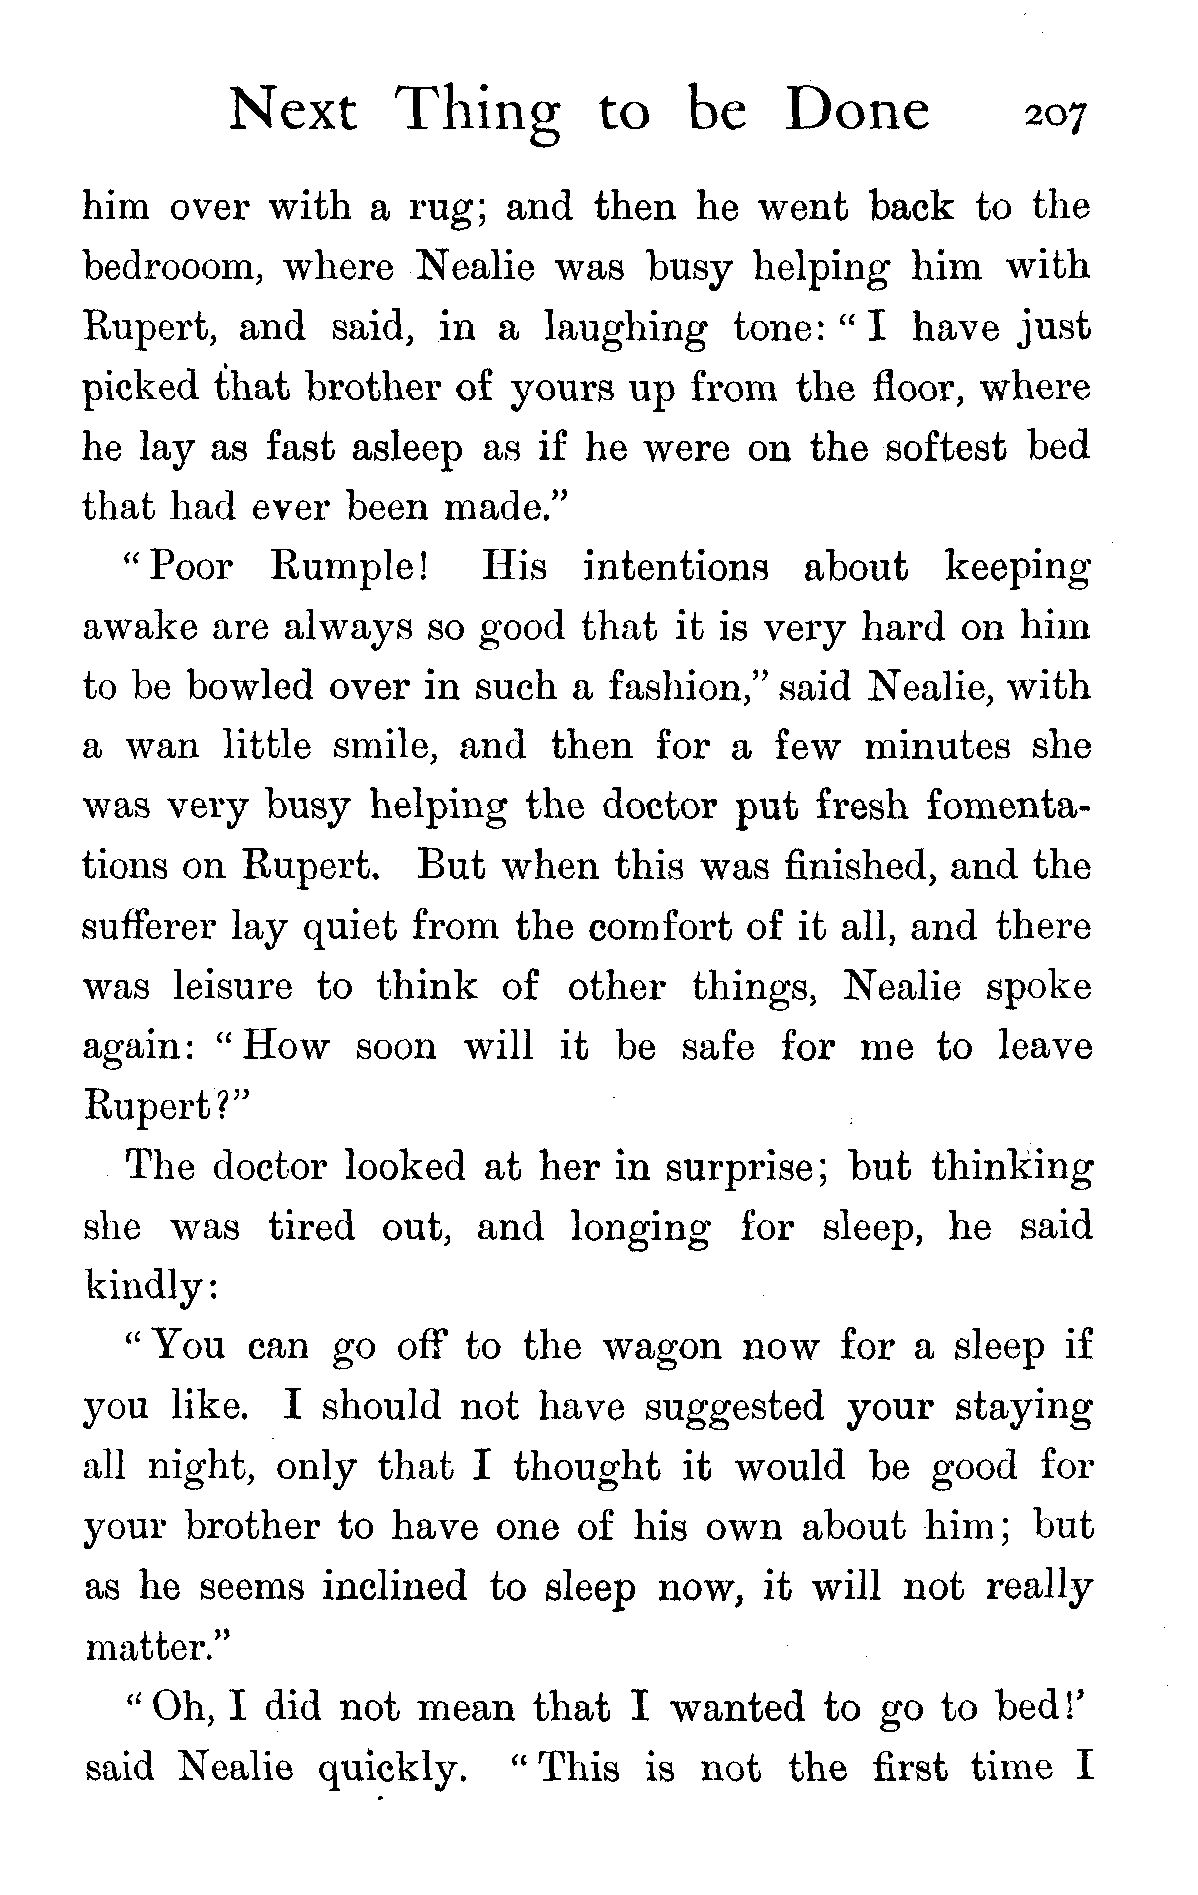 Next Thing to be Done 207
him over with a rug; and then he went back to the
bedrooom, where Nealie was busy helping him with
Rupert, and said, in a laughing tone: “I have just
picked that brother of yours up from the floor, where
he lay as fast asleep as if he were on the softest bed
that had ever been made.”
“Poor Rumple! His intentions about keeping
awake are always so good that it is very hard on him
to be bowled over in such a fashion,” said Nealie, with
a wan little smile, and then for a few minutes she
was very busy helping the doctor put fresh fomenta-
tions on Rupert. But when this was finished, and the
sufferer lay quiet from the comfort of it all, and there
was leisure to think of other things, Nealie spoke
again: “How soon will it be safe for me to leave
Rupert?”
The doctor looked at her in surprise; but thinking
she was tired out, and longing for sleep, he said
kindly:
“You can go off to the wagon now for a sleep if
you like. I should not have suggested your staying
all night, only that I thought it would be good for
your brother to have one of his own about him; but
as he seems inclined to sleep now, it will not really
matter.”
“Oh, I did not mean that I wanted to go to bed!’
said Nealie quickly. “This is not the first time I